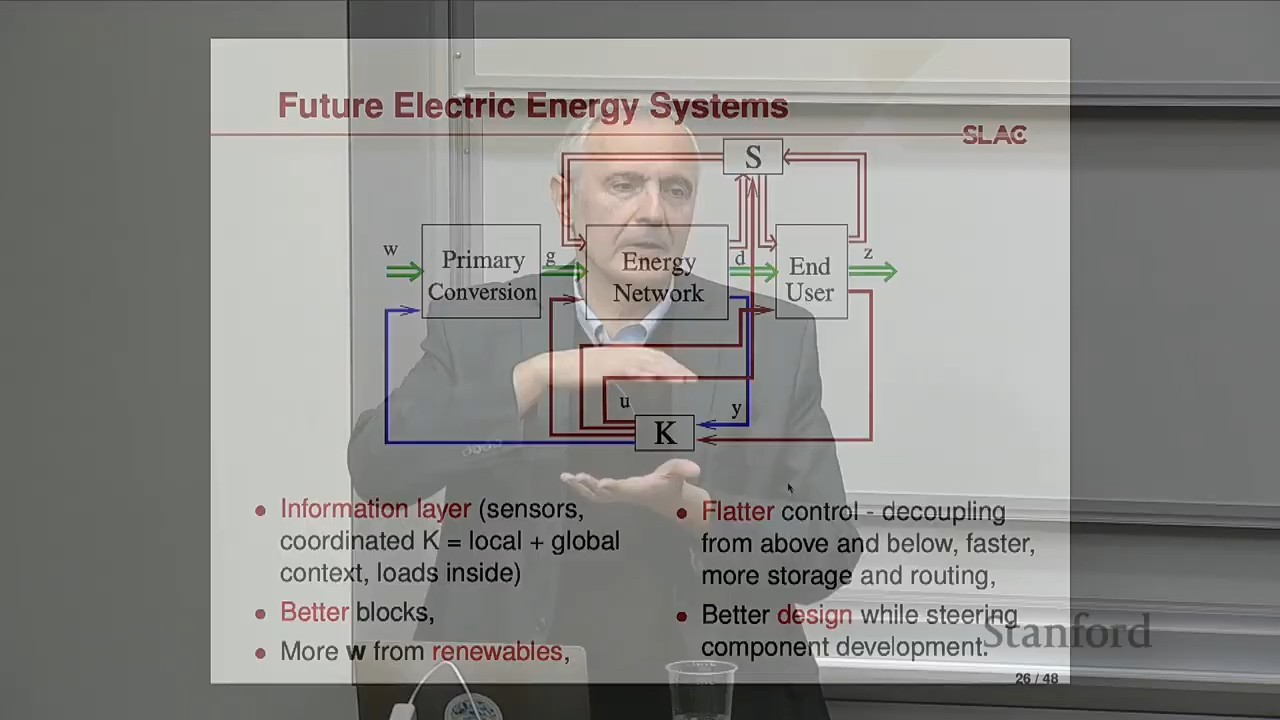 Future Electric Energy Systems
SLAC
S
w
Primary
Conversion
g
Energy
Network
d
End
User
z
u
y
K
• Information layer (sensors,
coordinated K = local + global
context, loads inside)
• Better blocks,
• More w from renewables,
• Flatter control - decoupling
from above and below, faster,
more storage and routing,
• Better design while steering
component development.
Stanford
26 / 48